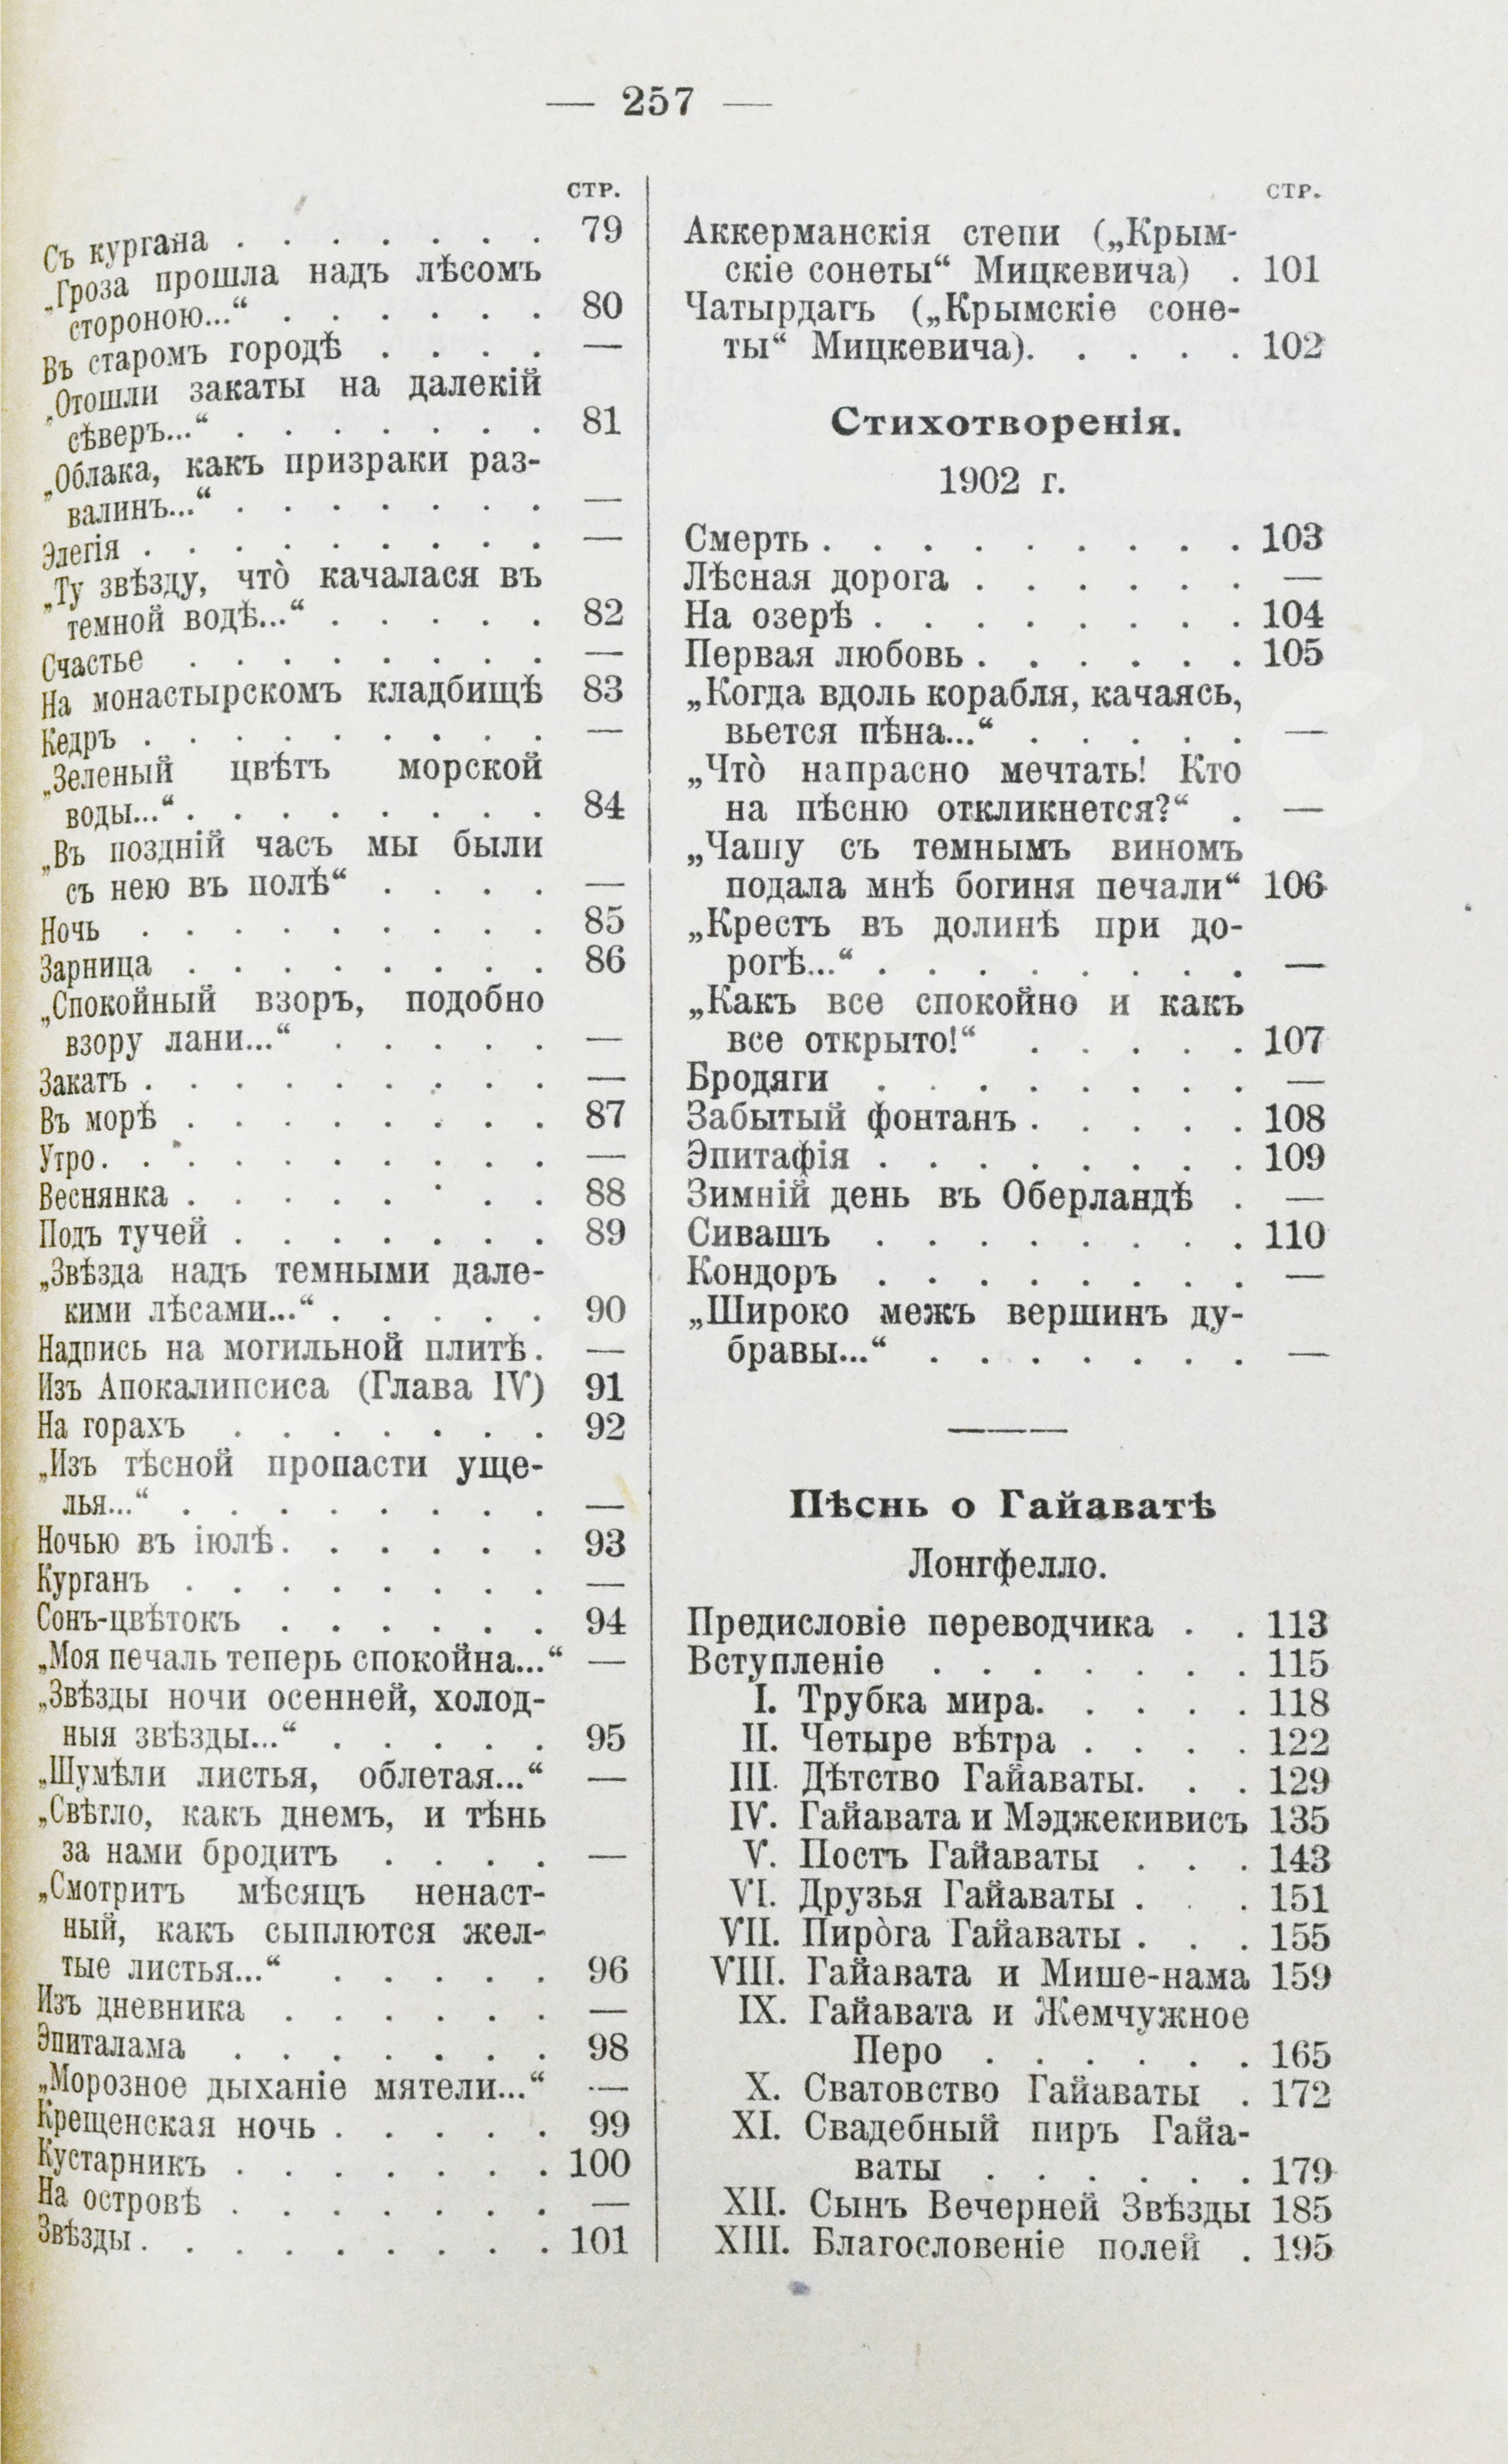 — 257 —
СТР.
Съ кургана . . . . . . . 79
„Гроза прошла надъ лѣсомъ
стороною...“ . . . . . . 80
Въ старомъ городѣ . . . . —
„Отошли закаты на далекій
сѣверъ...“ . . . . . . . 81
„Облака, какъ призраки раз-
валинъ...“ . . . . . . . —
Элегія . . . . . . . . . —
„Ту звѣзду, что̀ качалася въ
темной водѣ...“ . . . . . 82
Счастье . . . . . . . . —
На монастырскомъ кладбищѣ 83
Кедръ . . . . . . . . . —
„Зеленый цвѣтъ морской
воды...“ . . . . . . . . 84
„Въ поздній часъ мы были
съ нею въ полѣ“ . . . . —
Ночь . . . . . . . . . 85
Зарница . . . . . . . . 86
„Спокойный взоръ, подобно
взору лани...“ . . . . . —
Закатъ . . . . . . . . . —
Въ морѣ . . . . . . . . 87
Утро. . . . . . . . . . —
Веснянка . . . . . . . . 88
Подъ тучей . . . . . . . 89
„Звѣзда надъ темными дале-
кими лѣсами...“ . . . . . 90
Надпись на могильной плитѣ . —
Изъ Апокалипсиса (Глава IV) 91
На горахъ . . . . . . . 92
„Изъ тѣсной пропасти уще-
лья...“ . . . . . . . . —
Ночью въ іюлѣ . . . . . . 93
Курганъ . . . . . . . . —
Сонъ-цвѣтокъ . . . . . . 94
„Моя печаль теперь спокойна...“ —
„Звѣзды ночи осенней, холод-
ныя звѣзды...“ . . . . . 95
„Шумѣли листья, облетая...“ —
„Свѣтло, какъ днемъ, и тѣнь
за нами бродитъ . . . . —
„Смотритъ мѣсяцъ ненаст-
ный, какъ сыплются жел-
тые листья...“ . . . . . 96
Изъ дневника . . . . . . —
Эпиталама . . . . . . . 98
„Морозное дыханіе мятели...“ —
Крещенская ночь . . . . . 99
Кустарникъ . . . . . . . 100
На островѣ . . . . . . . —
Звѣзды . . . . . . . . . 101
СТР.
Аккерманскія степи („Крым-
скіе сонеты“ Мицкевича) . 101
Чатырдагъ („Крымскіе соне-
ты“ Мицкевича). . . . . 102
Стихотворенія.
1902 г.
Смерть . . . . . . . . . 103
Лѣсная дорога . . . . . . —
На озерѣ . . . . . . . . 104
Первая любовь . . . . . . 105
„Когда вдоль корабля, качаясь,
вьется пѣна...“ . . . . . —
„Что̀ напрасно мечтать! Кто
на пѣсню откликнется?“ . —
„Чашу съ темнымъ виномъ
подала мнѣ богиня печали“ 106
„Крестъ въ долинѣ при до-
рогѣ...“ . . . . . . . . —
„Какъ все спокойно и какъ
все открыто!“ . . . . . 107
Бродяги . . . . . . . . —
Забытый фонтанъ . . . . . 108
Эпитафія . . . . . . . . 109
Зимній день въ Оберландѣ . —
Сивашъ . . . . . . . . 110
Кондоръ . . . . . . . . —
„Широко межъ вершинъ ду-
бравы...“ . . . . . . . —
Пѣснь о Гайаватѣ
Лонгфелло.
Предисловіе переводчика . . 113
Вступленіе . . . . . . . 115
I. Трубка мира. . . . . 118
II. Четыре вѣтра . . . . 122
III. Дѣтство Гайаваты. . . 129
IV. Гайавата и Мэджекивисъ 135
V. Постъ Гайаваты . . . 143
VI. Друзья Гайаваты . . . 151
VII. Пиро̀га Гайаваты . . . 155
VIII. Гайавата и Мише-нама 159
IX. Гайавата и Жемчужное
Перо . . . . . . 165
X. Сватовство Гайаваты . 172
XI. Свадебный пиръ Гайа-
ваты . . . . . . 179
XII. Сынъ Вечерней Звѣзды 185
XIII. Благословеніе полей . 195